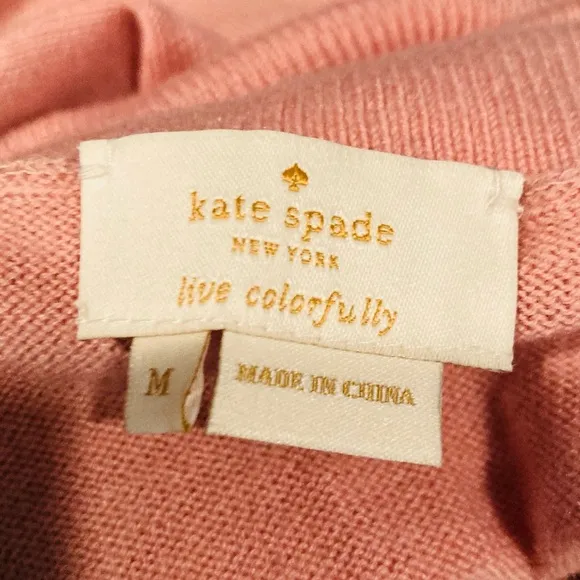 kate spade
NEW YORK
live colorfully
M
MADE IN CHINA